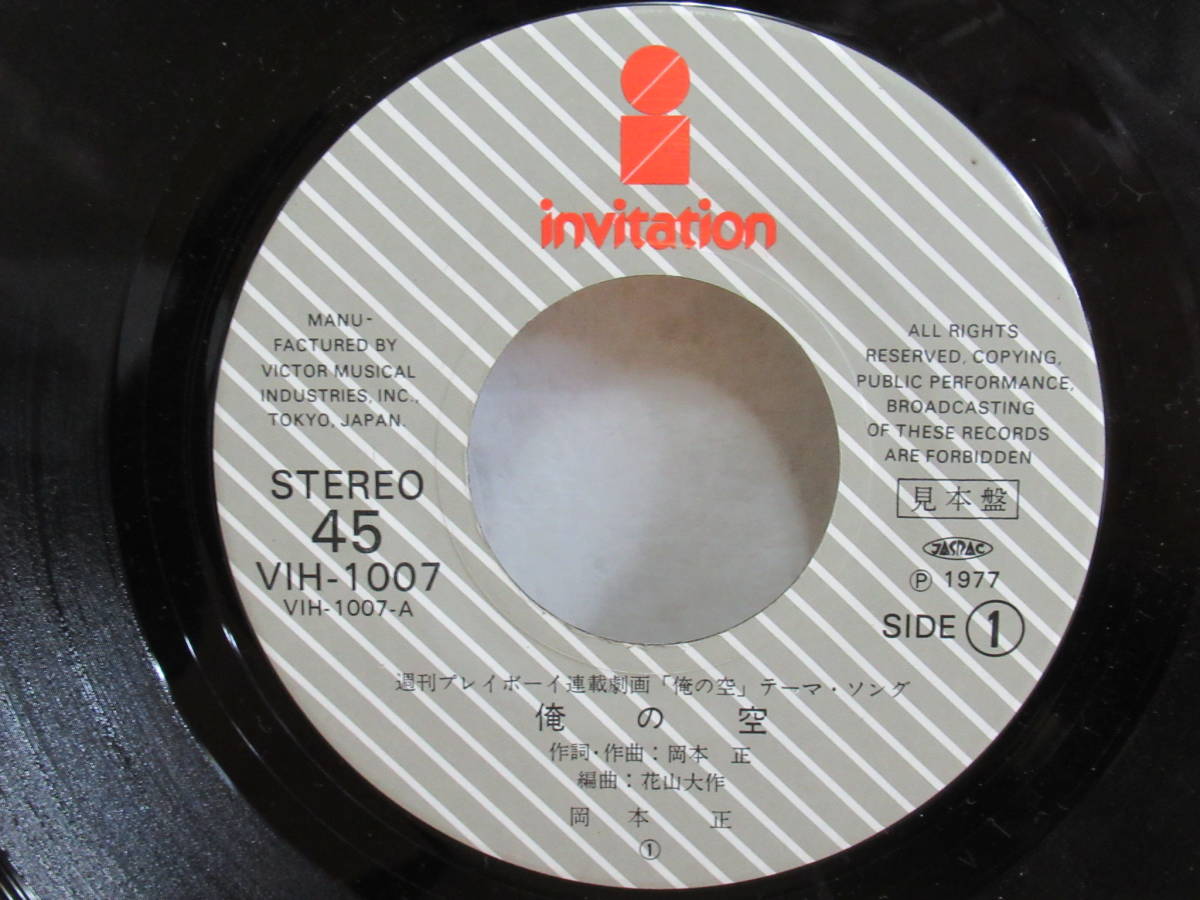 invitation
MANU-
FACTURED BY
VICTOR MUSICAL
INDUSTRIES, INC.,
TOKYO, JAPAN.
STEREO
45
VIH-1007
VIH-1007-A
ALL RIGHTS
RESERVED, COPYING,
PUBLIC PERFORMANCE,
BROADCASTING
OF THESE RECORDS
ARE FORBIDDEN
見本盤
JASRAC
Ⓟ 1977
SIDE ①
週刊プレイボーイ連載劇画「俺の空」テーマ・ソング
俺の空
作詞・作曲：岡本 正
編曲：花山大作
岡本 正
①